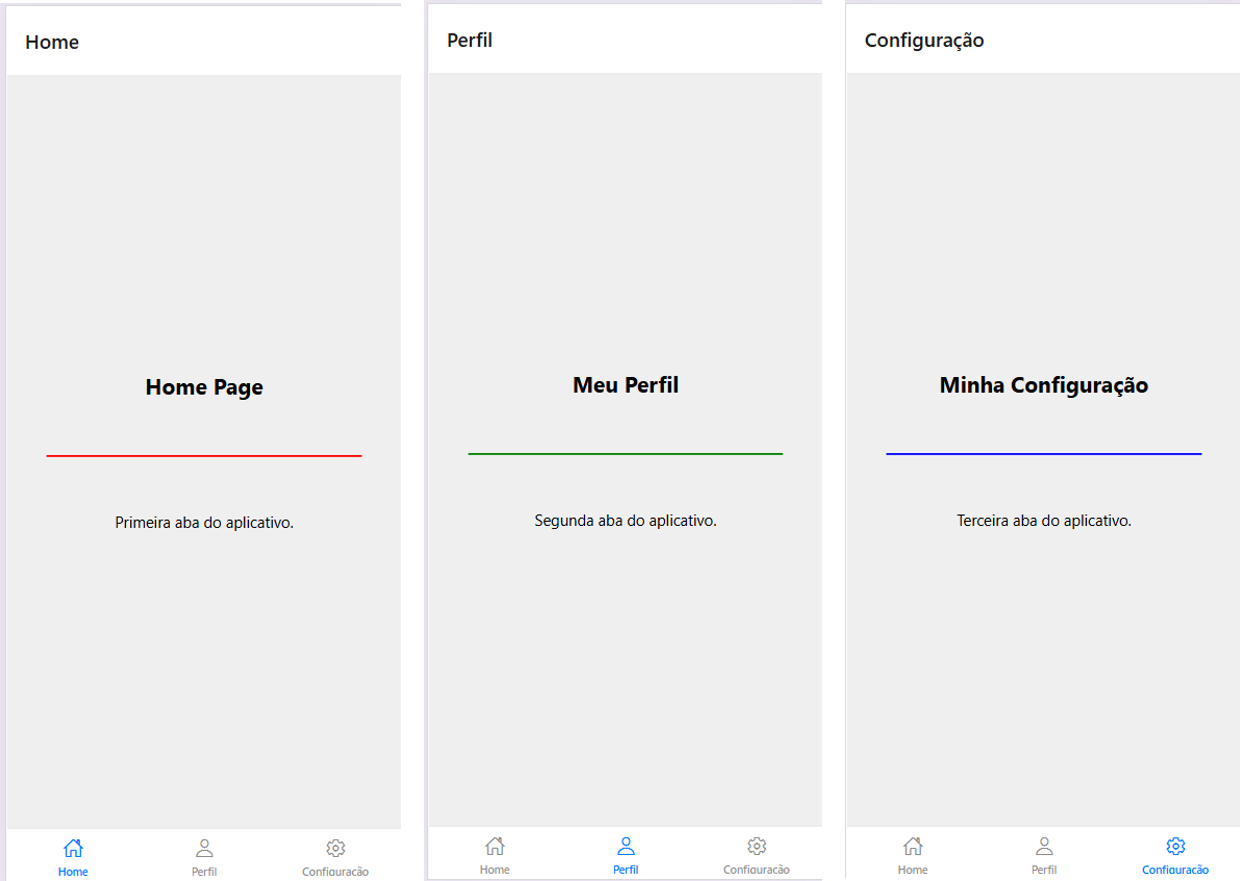 Home
Home Page
Primeira aba do aplicativo.
Home
Perfil
Configuração
Perfil
Meu Perfil
Segunda aba do aplicativo.
Home
Perfil
Configuração
Configuração
Minha Configuração
Terceira aba do aplicativo.
Home
Perfil
Configuração